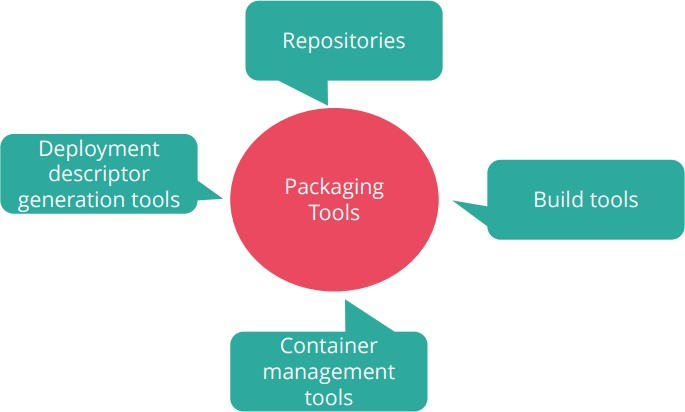 Repositories
Deployment
descriptor
generation tools
Packaging
Tools
Build tools
Container
management
tools